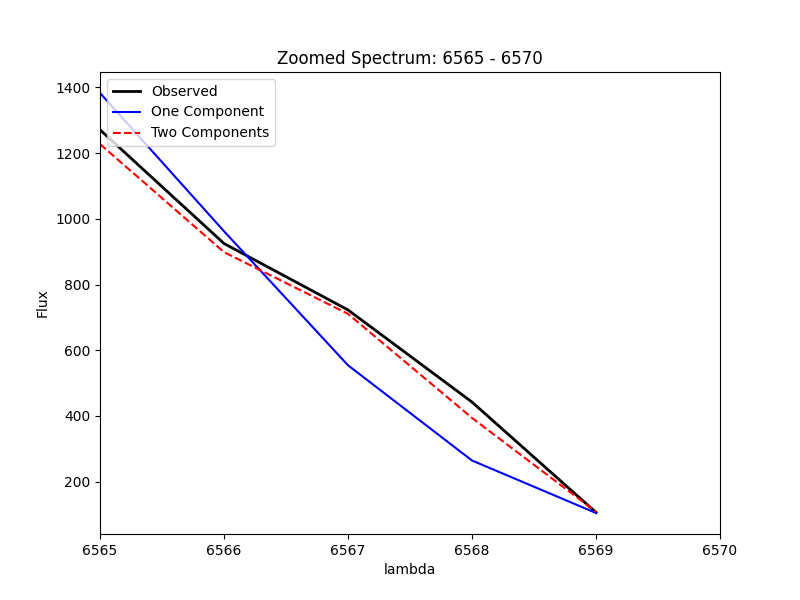 Zoomed Spectrum: 6565 - 6570
Observed
One Component
Two Components
1400
1200
1000
800
600
400
200
Flux
6565 6566 6567 6568 6569 6570
lambda